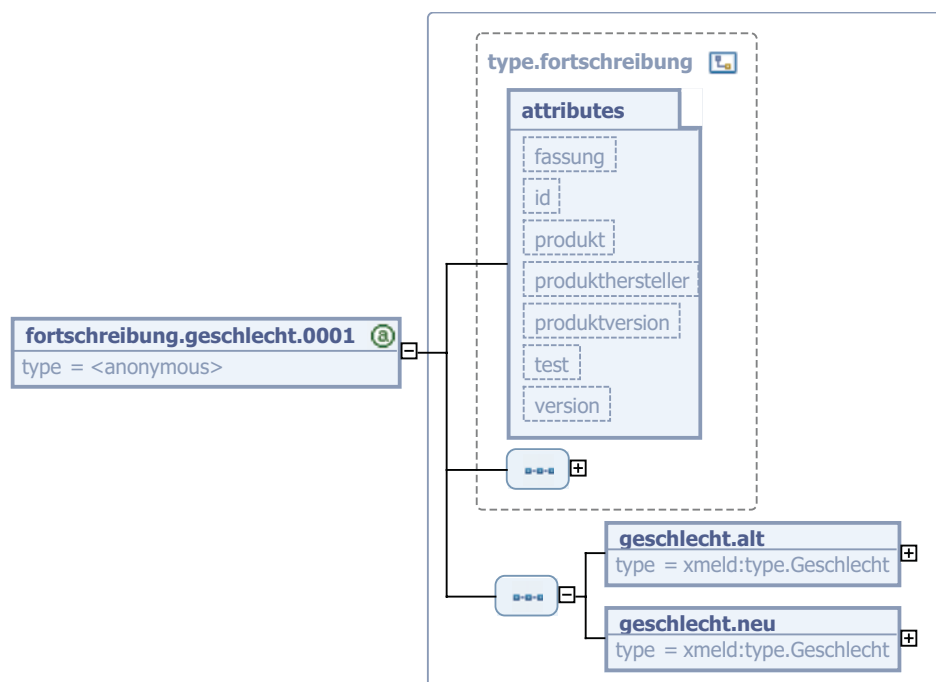 type.fortschreibung
attributes
fassung
id
produkt
produkthersteller
produktversion
test
version
fortschreibung.geschlecht.0001 a
type = <anonymous>
geschlecht.alt
type = xmeld:type.Geschlecht
geschlecht.neu
type = xmeld:type.Geschlecht